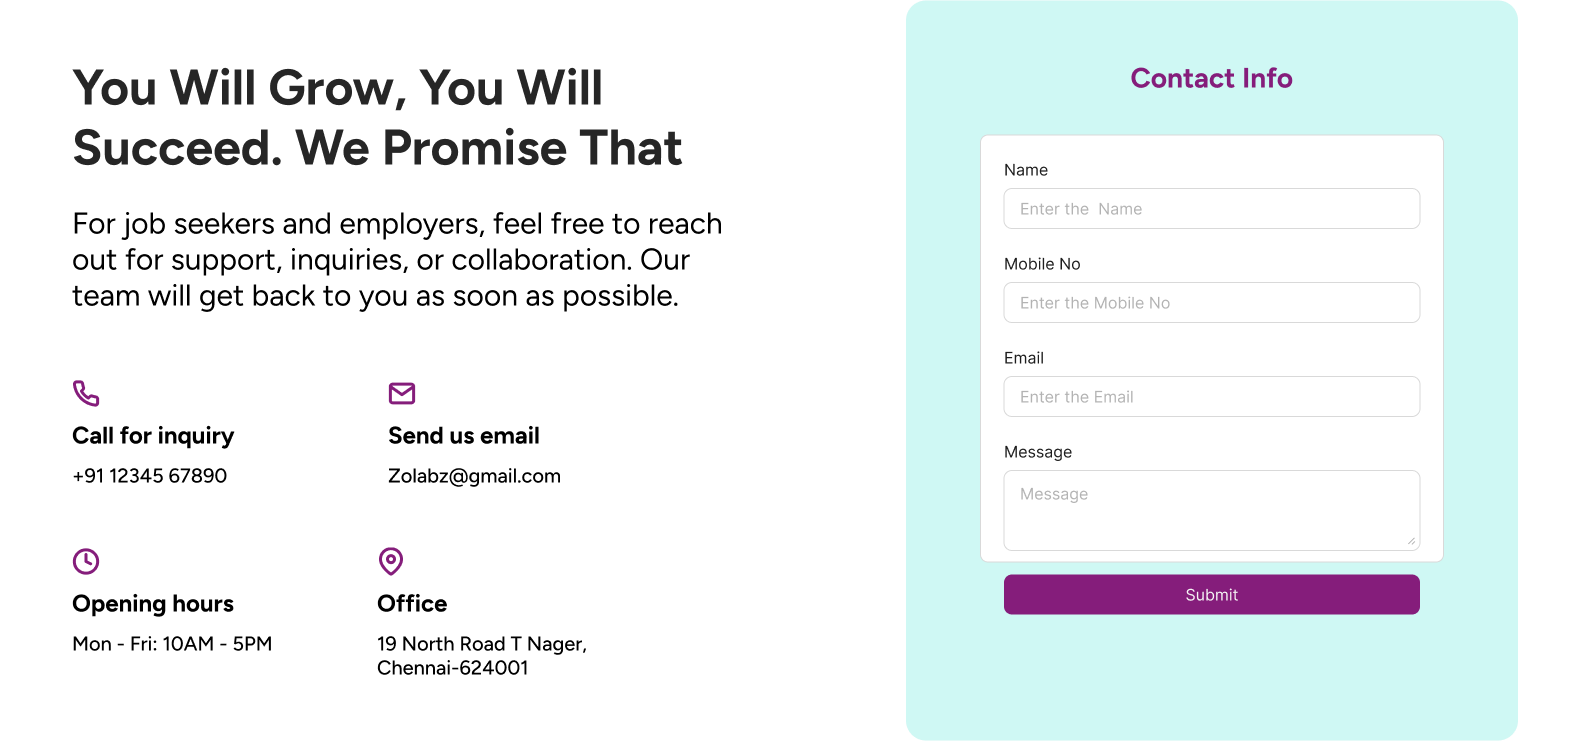 You Will Grow, You Will
Succeed. We Promise That
For job seekers and employers, feel free to reach
out for support, inquiries, or collaboration. Our
team will get back to you as soon as possible.
Call for inquiry
+91 12345 67890
Send us email
Zolabz@gmail.com
Opening hours
Mon - Fri: 10AM - 5PM
Office
19 North Road T Nager,
Chennai-624001
Contact Info
Name
Enter the  Name
Mobile No
Enter the Mobile No
Email
Enter the Email
Message
Message
Submit